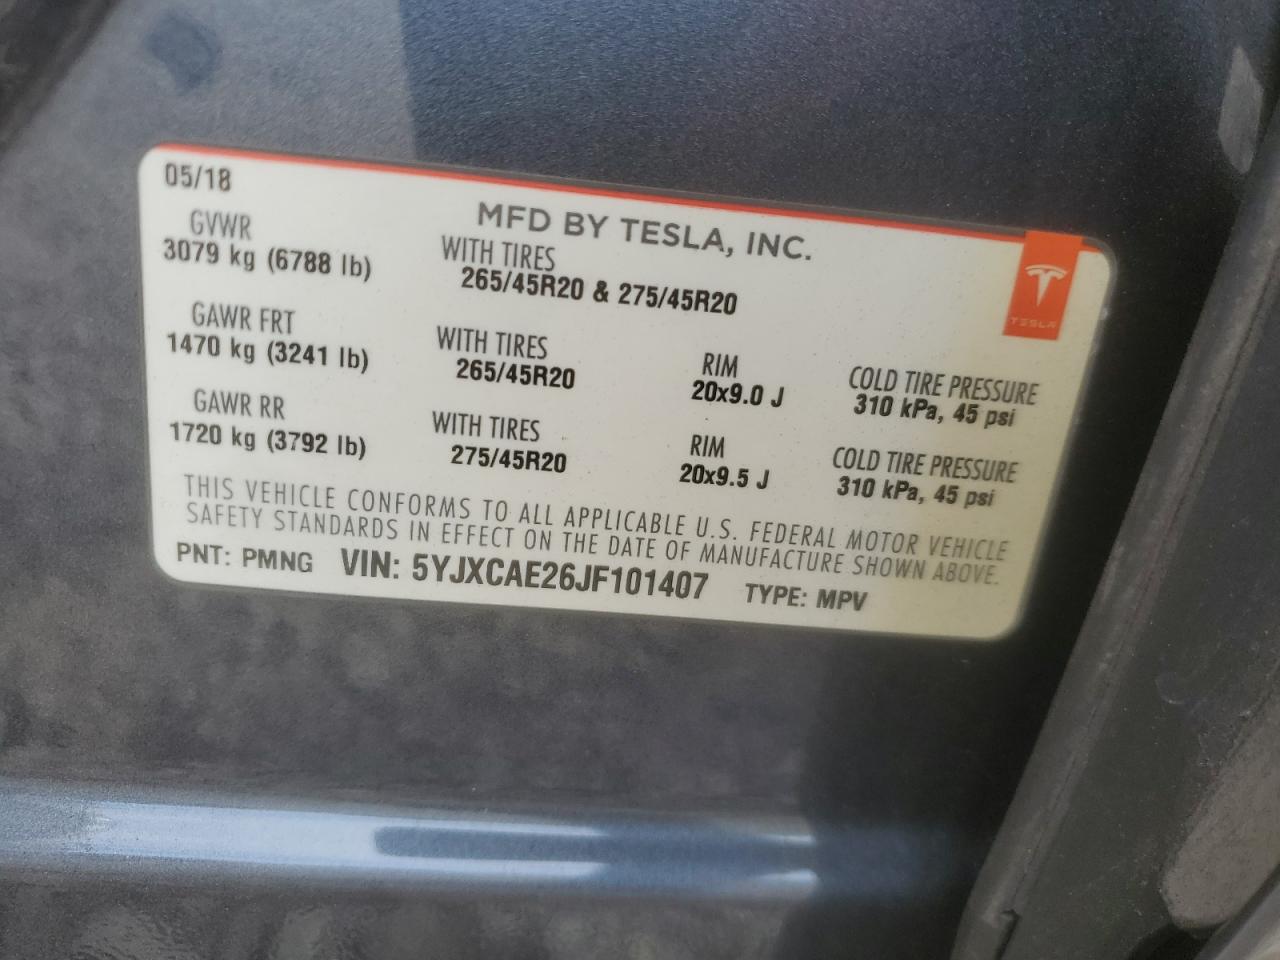 05/18
MFD BY TESLA, INC.
GVWR
3079 kg (6788 lb)
WITH TIRES
265/45R20 & 275/45R20
TESLA
GAWR FRT
1470 kg (3241 lb)
WITH TIRES
265/45R20
RIM
20x9.0 J
COLD TIRE PRESSURE
310 kPa, 45 psi
GAWR RR
1720 kg (3792 lb)
WITH TIRES
275/45R20
RIM
20x9.5 J
COLD TIRE PRESSURE
310 kPa, 45 psi
THIS VEHICLE CONFORMS TO ALL APPLICABLE U.S. FEDERAL MOTOR VEHICLE
SAFETY STANDARDS IN EFFECT ON THE DATE OF MANUFACTURE SHOWN ABOVE.
PNT: PMNG VIN: 5YJXCAE26JF101407 TYPE: MPV